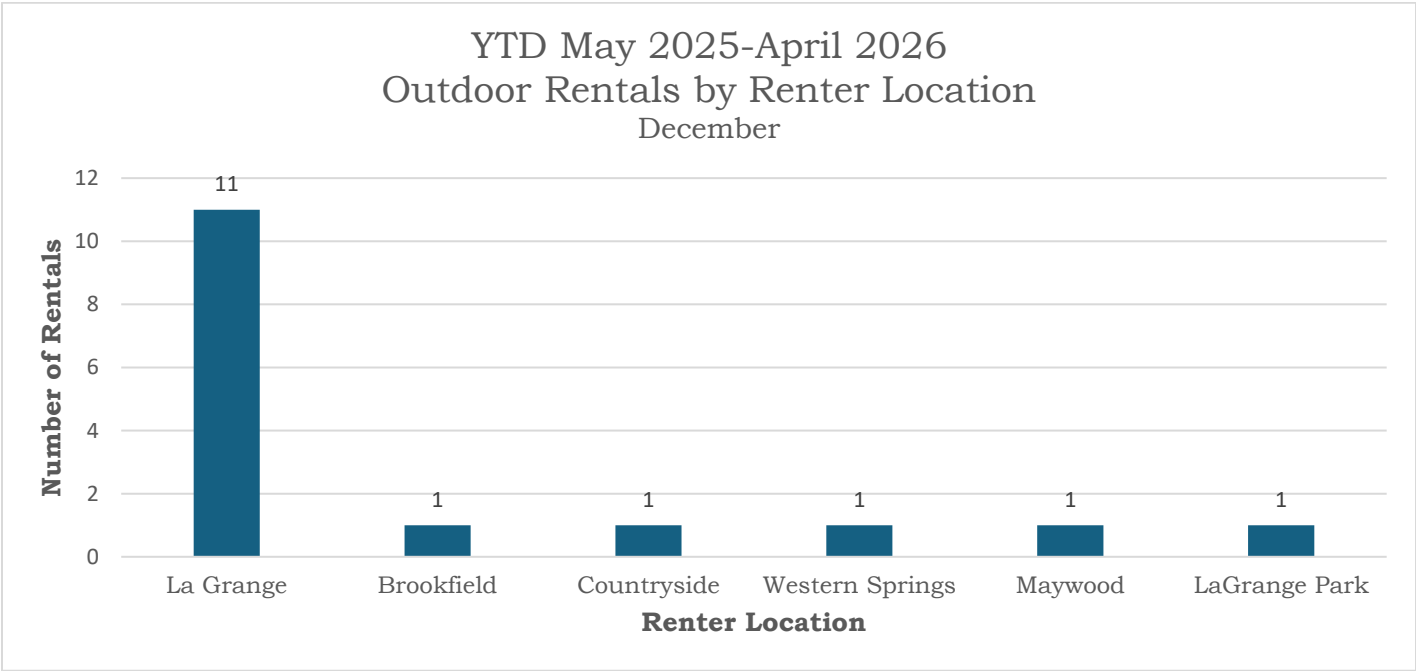 YTD May 2025-April 2026
Outdoor Rentals by Renter Location
December
12
11
10
8
6
4
2
0
1
1
1
1
1
Number of Rentals
La Grange
Brookfield
Countryside
Western Springs
Maywood
LaGrange Park
Renter Location